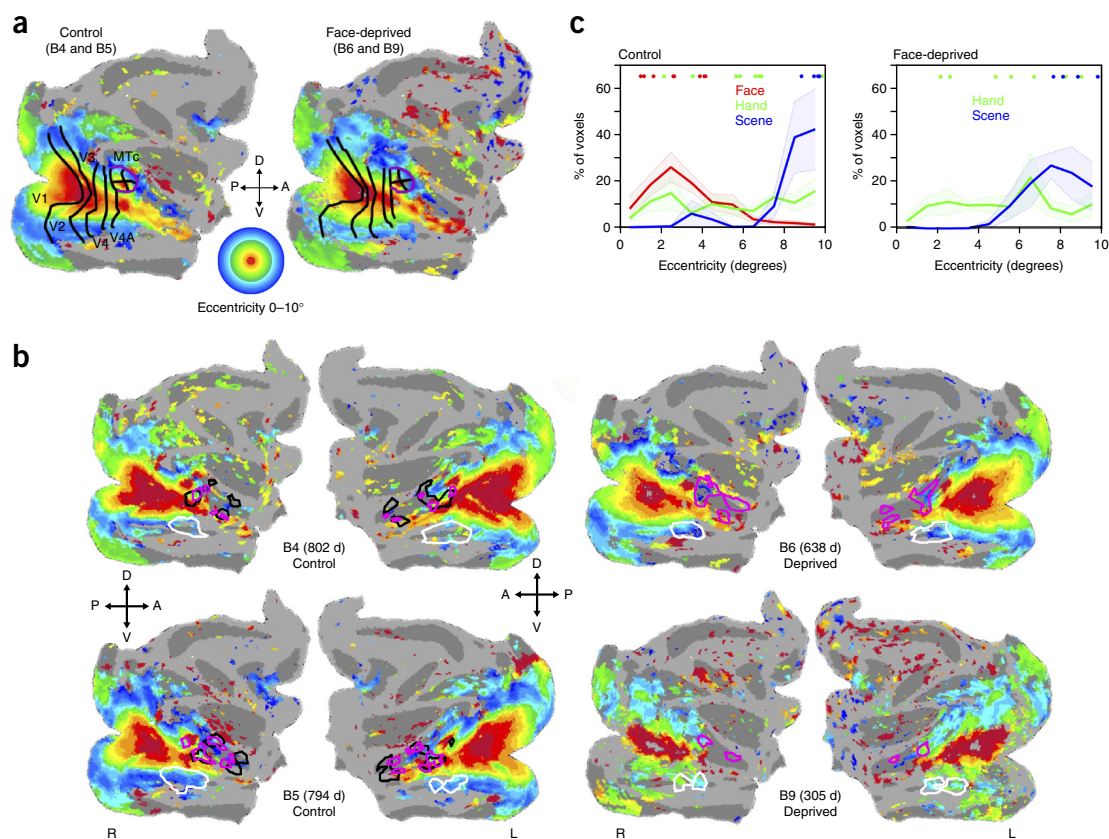 a
Control
(B4 and B5)
Face-deprived
(B6 and B9)
V1
V2
V3
V4
V4A
MTc
D
P
A
V
Eccentricity 0–10°
c
Control
60
40
20
0
% of voxels
Face
Hand
Scene
0 2 4 6 8 10
Eccentricity (degrees)
Face-deprived
60
40
20
0
% of voxels
Hand
Scene
0 2 4 6 8 10
Eccentricity (degrees)
b
B4 (802 d)
Control
B6 (638 d)
Deprived
D
P
A
V
D
A
P
V
B5 (794 d)
Control
B9 (305 d)
Deprived
R
L
R
L